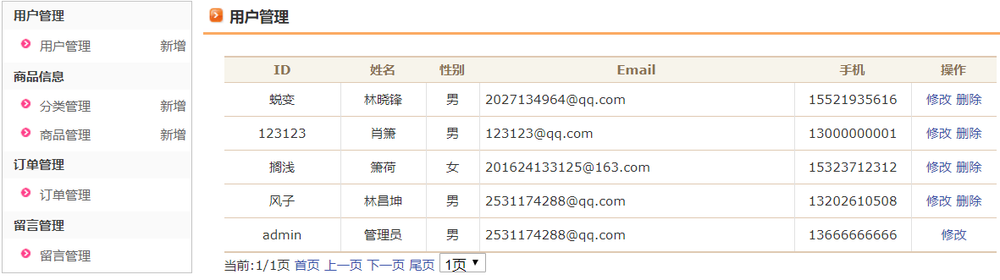 用户管理
用户管理 新增
商品信息
分类管理 新增
商品管理 新增
订单管理
订单管理
留言管理
留言管理
用户管理
ID 姓名 性别 Email 手机 操作
蜕变 林晓锋 男 2027134964@qq.com 15521935616 修改 删除
123123 肖箫 男 123123@qq.com 13000000001 修改 删除
搁浅 箫荷 女 201624133125@163.com 15323712312 修改 删除
风子 林昌坤 男 2531174288@qq.com 13202610508 修改 删除
admin 管理员 男 2531174288@qq.com 13666666666 修改
当前:1/1页 首页 上一页 下一页 尾页 1页